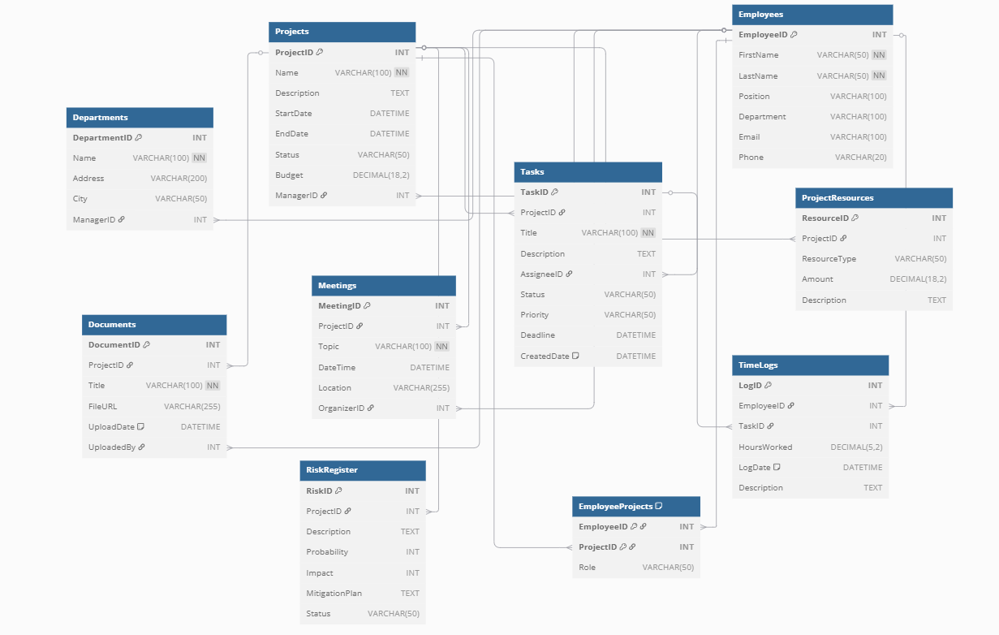 Projects
ProjectID INT
Name VARCHAR(100) NN
Description TEXT
StartDate DATETIME
EndDate DATETIME
Status VARCHAR(50)
Budget DECIMAL(18,2)
ManagerID INT
Employees
EmployeeID INT
FirstName VARCHAR(50) NN
LastName VARCHAR(50) NN
Position VARCHAR(100)
Department VARCHAR(100)
Email VARCHAR(100)
Phone VARCHAR(20)
Departments
DepartmentID INT
Name VARCHAR(100) NN
Address VARCHAR(200)
City VARCHAR(50)
ManagerID INT
Tasks
TaskID INT
ProjectID INT
Title VARCHAR(100) NN
Description TEXT
AssigneeID INT
Status VARCHAR(50)
Priority VARCHAR(50)
Deadline DATETIME
CreatedDate DATETIME
ProjectResources
ResourceID INT
ProjectID INT
ResourceType VARCHAR(50)
Amount DECIMAL(18,2)
Description TEXT
Meetings
MeetingID INT
ProjectID INT
Topic VARCHAR(100) NN
DateTime DATETIME
Location VARCHAR(255)
OrganizerID INT
Documents
DocumentID INT
ProjectID INT
Title VARCHAR(100) NN
FileURL VARCHAR(255)
UploadDate DATETIME
UploadedBy INT
TimeLogs
LogID INT
EmployeeID INT
TaskID INT
HoursWorked DECIMAL(5,2)
LogDate DATETIME
Description TEXT
RiskRegister
RiskID INT
ProjectID INT
Description TEXT
Probability INT
Impact INT
MitigationPlan TEXT
Status VARCHAR(50)
EmployeeProjects
EmployeeID INT
ProjectID INT
Role VARCHAR(50)